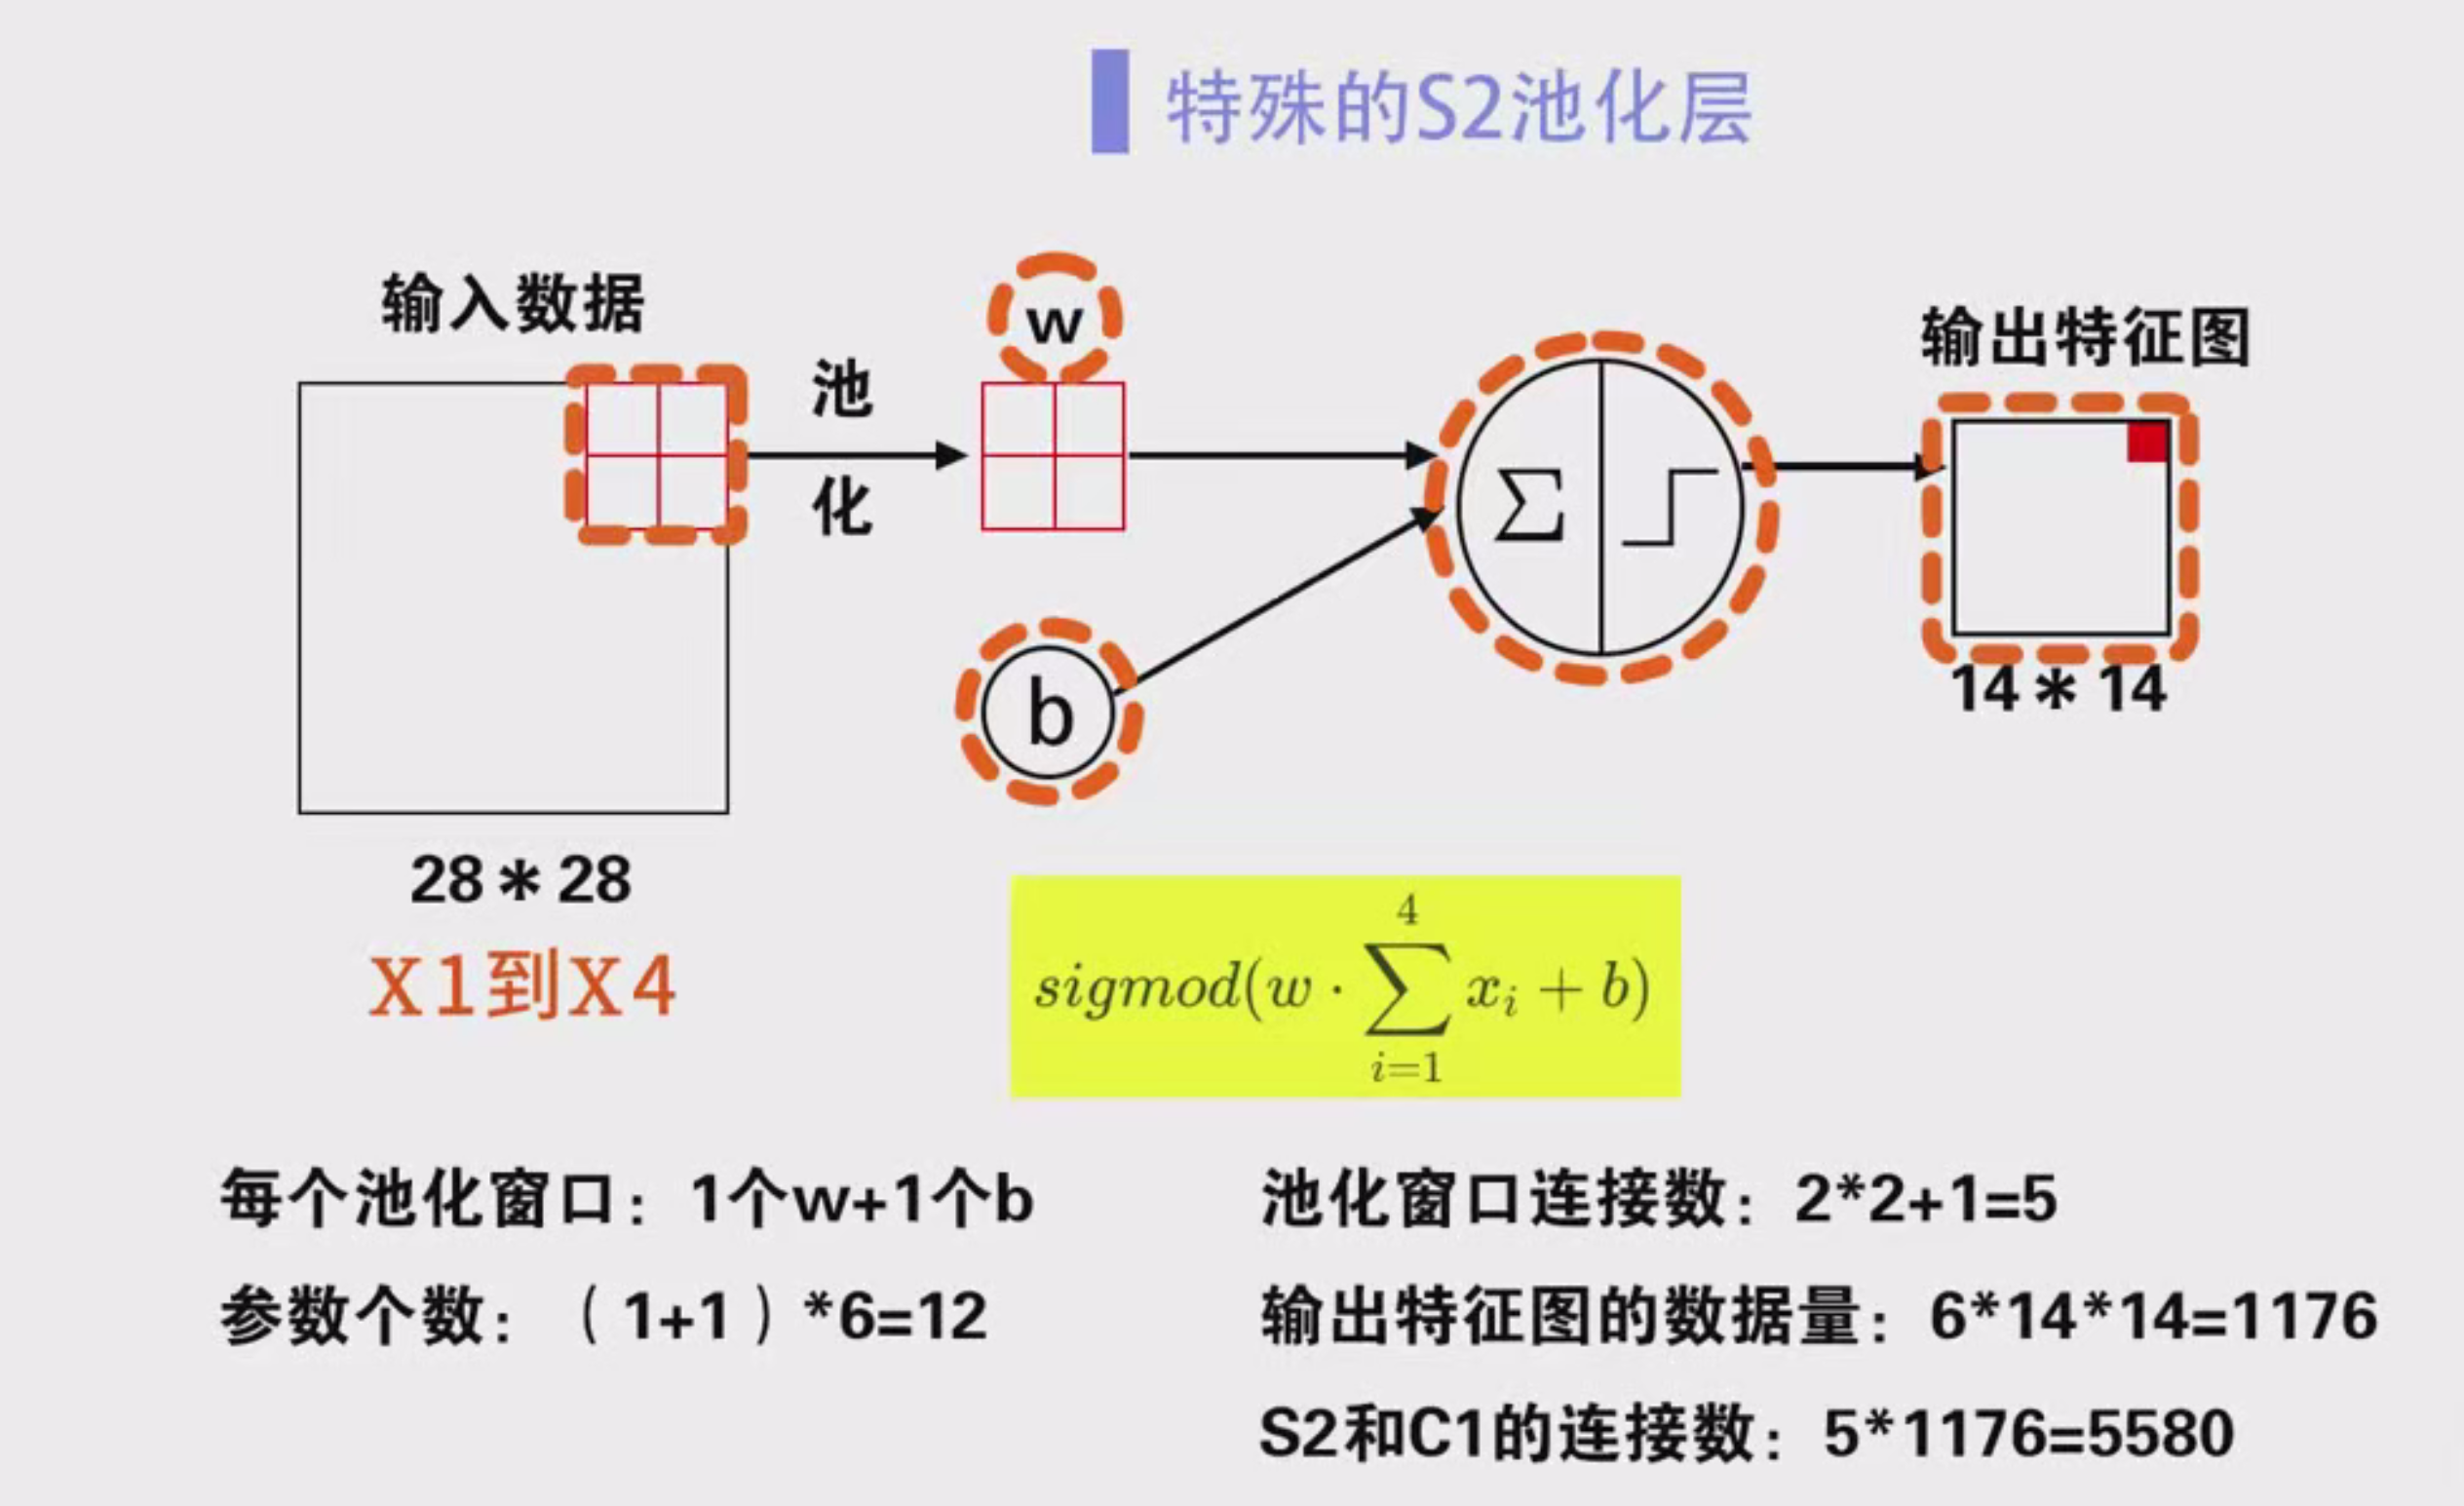 特殊的S2池化层
输入数据
w
输出特征图
池
化
Σ
b
14*14
28*28
X1到X4
sigmod(w · \sum_{i=1}^{4} x_i + b)
每个池化窗口：1个w+1个b
池化窗口连接数：2*2+1=5
参数个数：（1+1）*6=12
输出特征图的数据量：6*14*14=1176
S2和C1的连接数：5*1176=5580